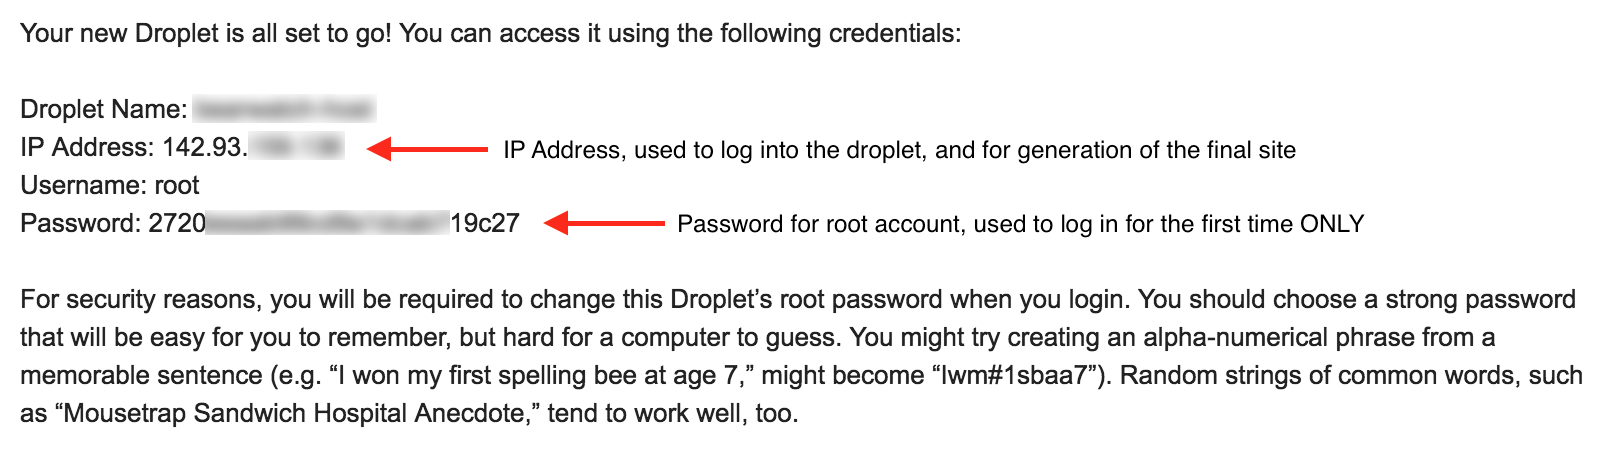 Your new Droplet is all set to go! You can access it using the following credentials:
Droplet Name:
IP Address: 142.93. IP Address, used to log into the droplet, and for generation of the final site
Username: root
Password: 2720 19c27 Password for root account, used to log in for the first time ONLY
For security reasons, you will be required to change this Droplet’s root password when you login. You should choose a strong password
that will be easy for you to remember, but hard for a computer to guess. You might try creating an alpha-numerical phrase from a
memorable sentence (e.g. “I won my first spelling bee at age 7,” might become “Iwm#1sbaa7”). Random strings of common words, such
as “Mousetrap Sandwich Hospital Anecdote,” tend to work well, too.